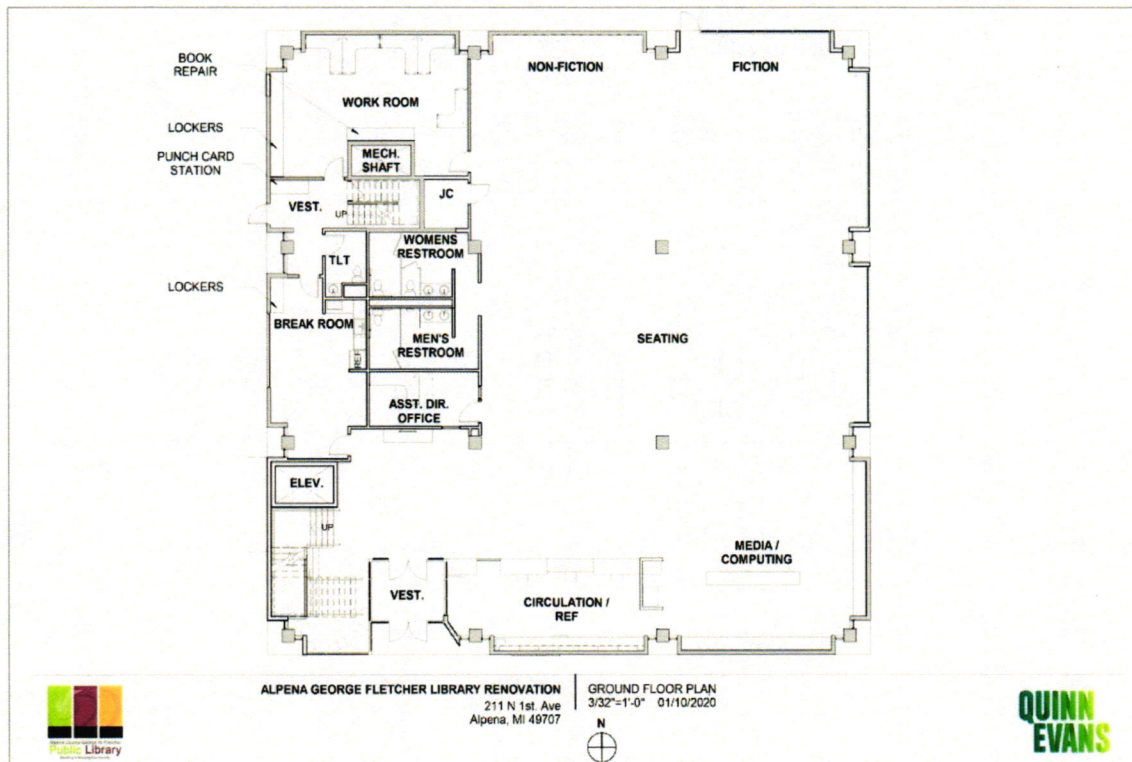 BOOK
REPAIR
NON-FICTION
FICTION
WORK ROOM
LOCKERS
PUNCH CARD
STATION
MECH.
SHAFT
JC
VEST.
UP
WOMENS
RESTROOM
TLT
LOCKERS
BREAK ROOM
MEN'S
RESTROOM
REF
SEATING
ASST. DIR.
OFFICE
ELEV.
UP
MEDIA /
COMPUTING
VEST.
CIRCULATION /
REF
ALPENA GEORGE FLETCHER LIBRARY RENOVATION
211 N 1st. Ave
Alpena, MI 49707
GROUND FLOOR PLAN
3/32"=1'-0" 01/10/2020
N
Public Library
QUINN
EVANS